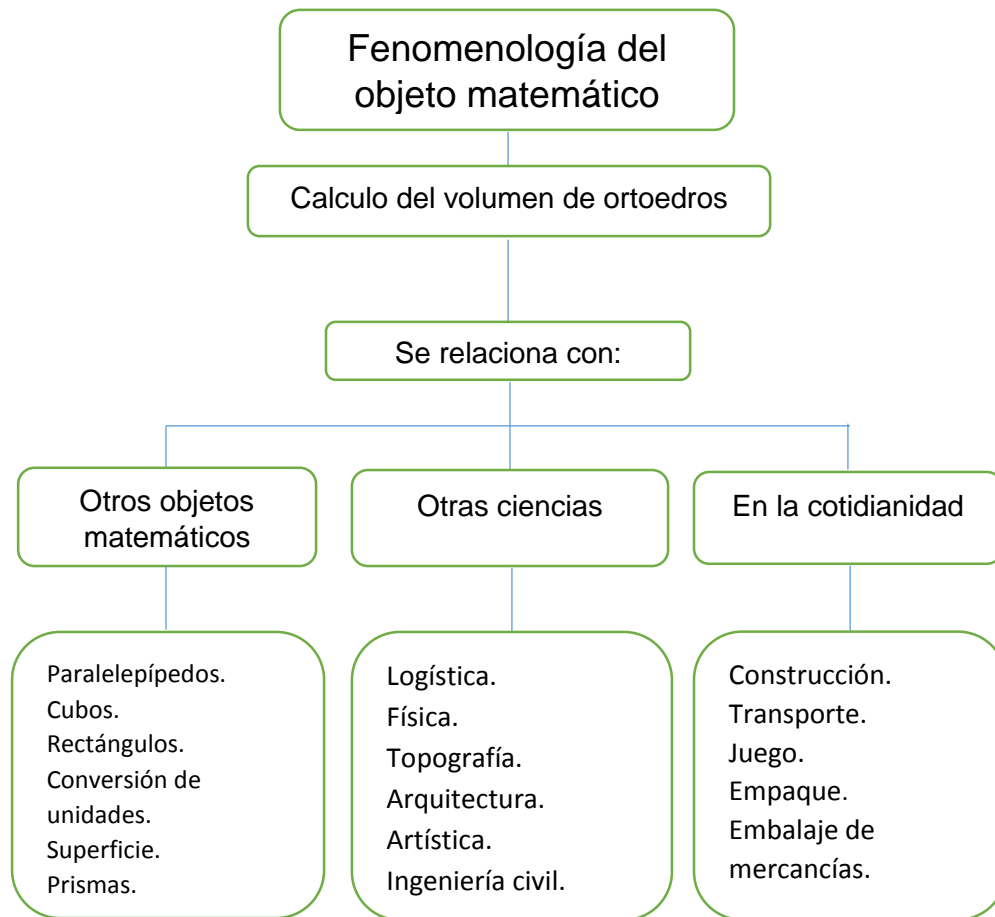 Fenomenología del
objeto matemático
Calculo del volumen de ortoedros
Se relaciona con:
Otros objetos
matemáticos
Otras ciencias
En la cotidianidad
Paralelepípedos.
Cubos.
Rectángulos.
Conversión de
unidades.
Superficie.
Prismas.
Logística.
Física.
Topografía.
Arquitectura.
Artística.
Ingeniería civil.
Construcción.
Transporte.
Juego.
Empaque.
Embalaje de
mercancías.